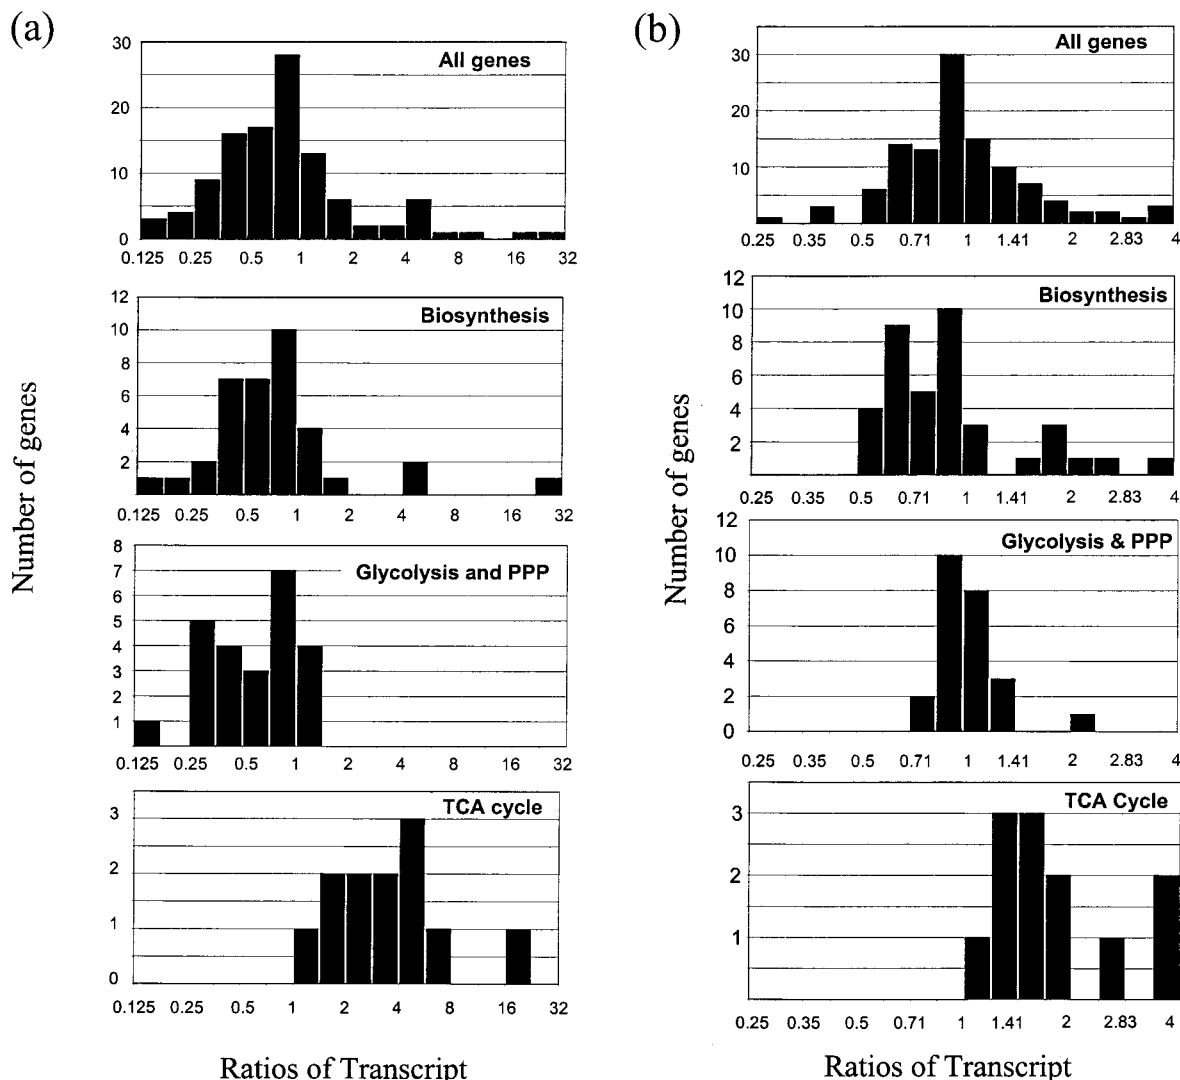 (a)
Number of genes
30
20
10
0
All genes
0.125 0.25 0.5 1 2 4 8 16 32
12
10
8
6
4
2
Biosynthesis
0.125 0.25 0.5 1 2 4 8 16 32
8
7
6
5
4
3
2
1
Glycolysis and PPP
0.125 0.25 0.5 1 2 4 8 16 32
3
2
1
0
TCA cycle
0.125 0.25 0.5 1 2 4 8 16 32
Ratios of Transcript
(b)
Number of genes
30
20
10
All genes
0.25 0.35 0.5 0.71 1 1.41 2 2.83 4
12
10
8
6
4
2
Biosynthesis
0.25 0.35 0.5 0.71 1 1.41 2 2.83 4
12
10
8
6
4
2
0
Glycolysis & PPP
0.25 0.35 0.5 0.71 1 1.41 2 2.83 4
3
2
1
TCA Cycle
0.25 0.35 0.5 0.71 1 1.41 2 2.83 4
Ratios of Transcript